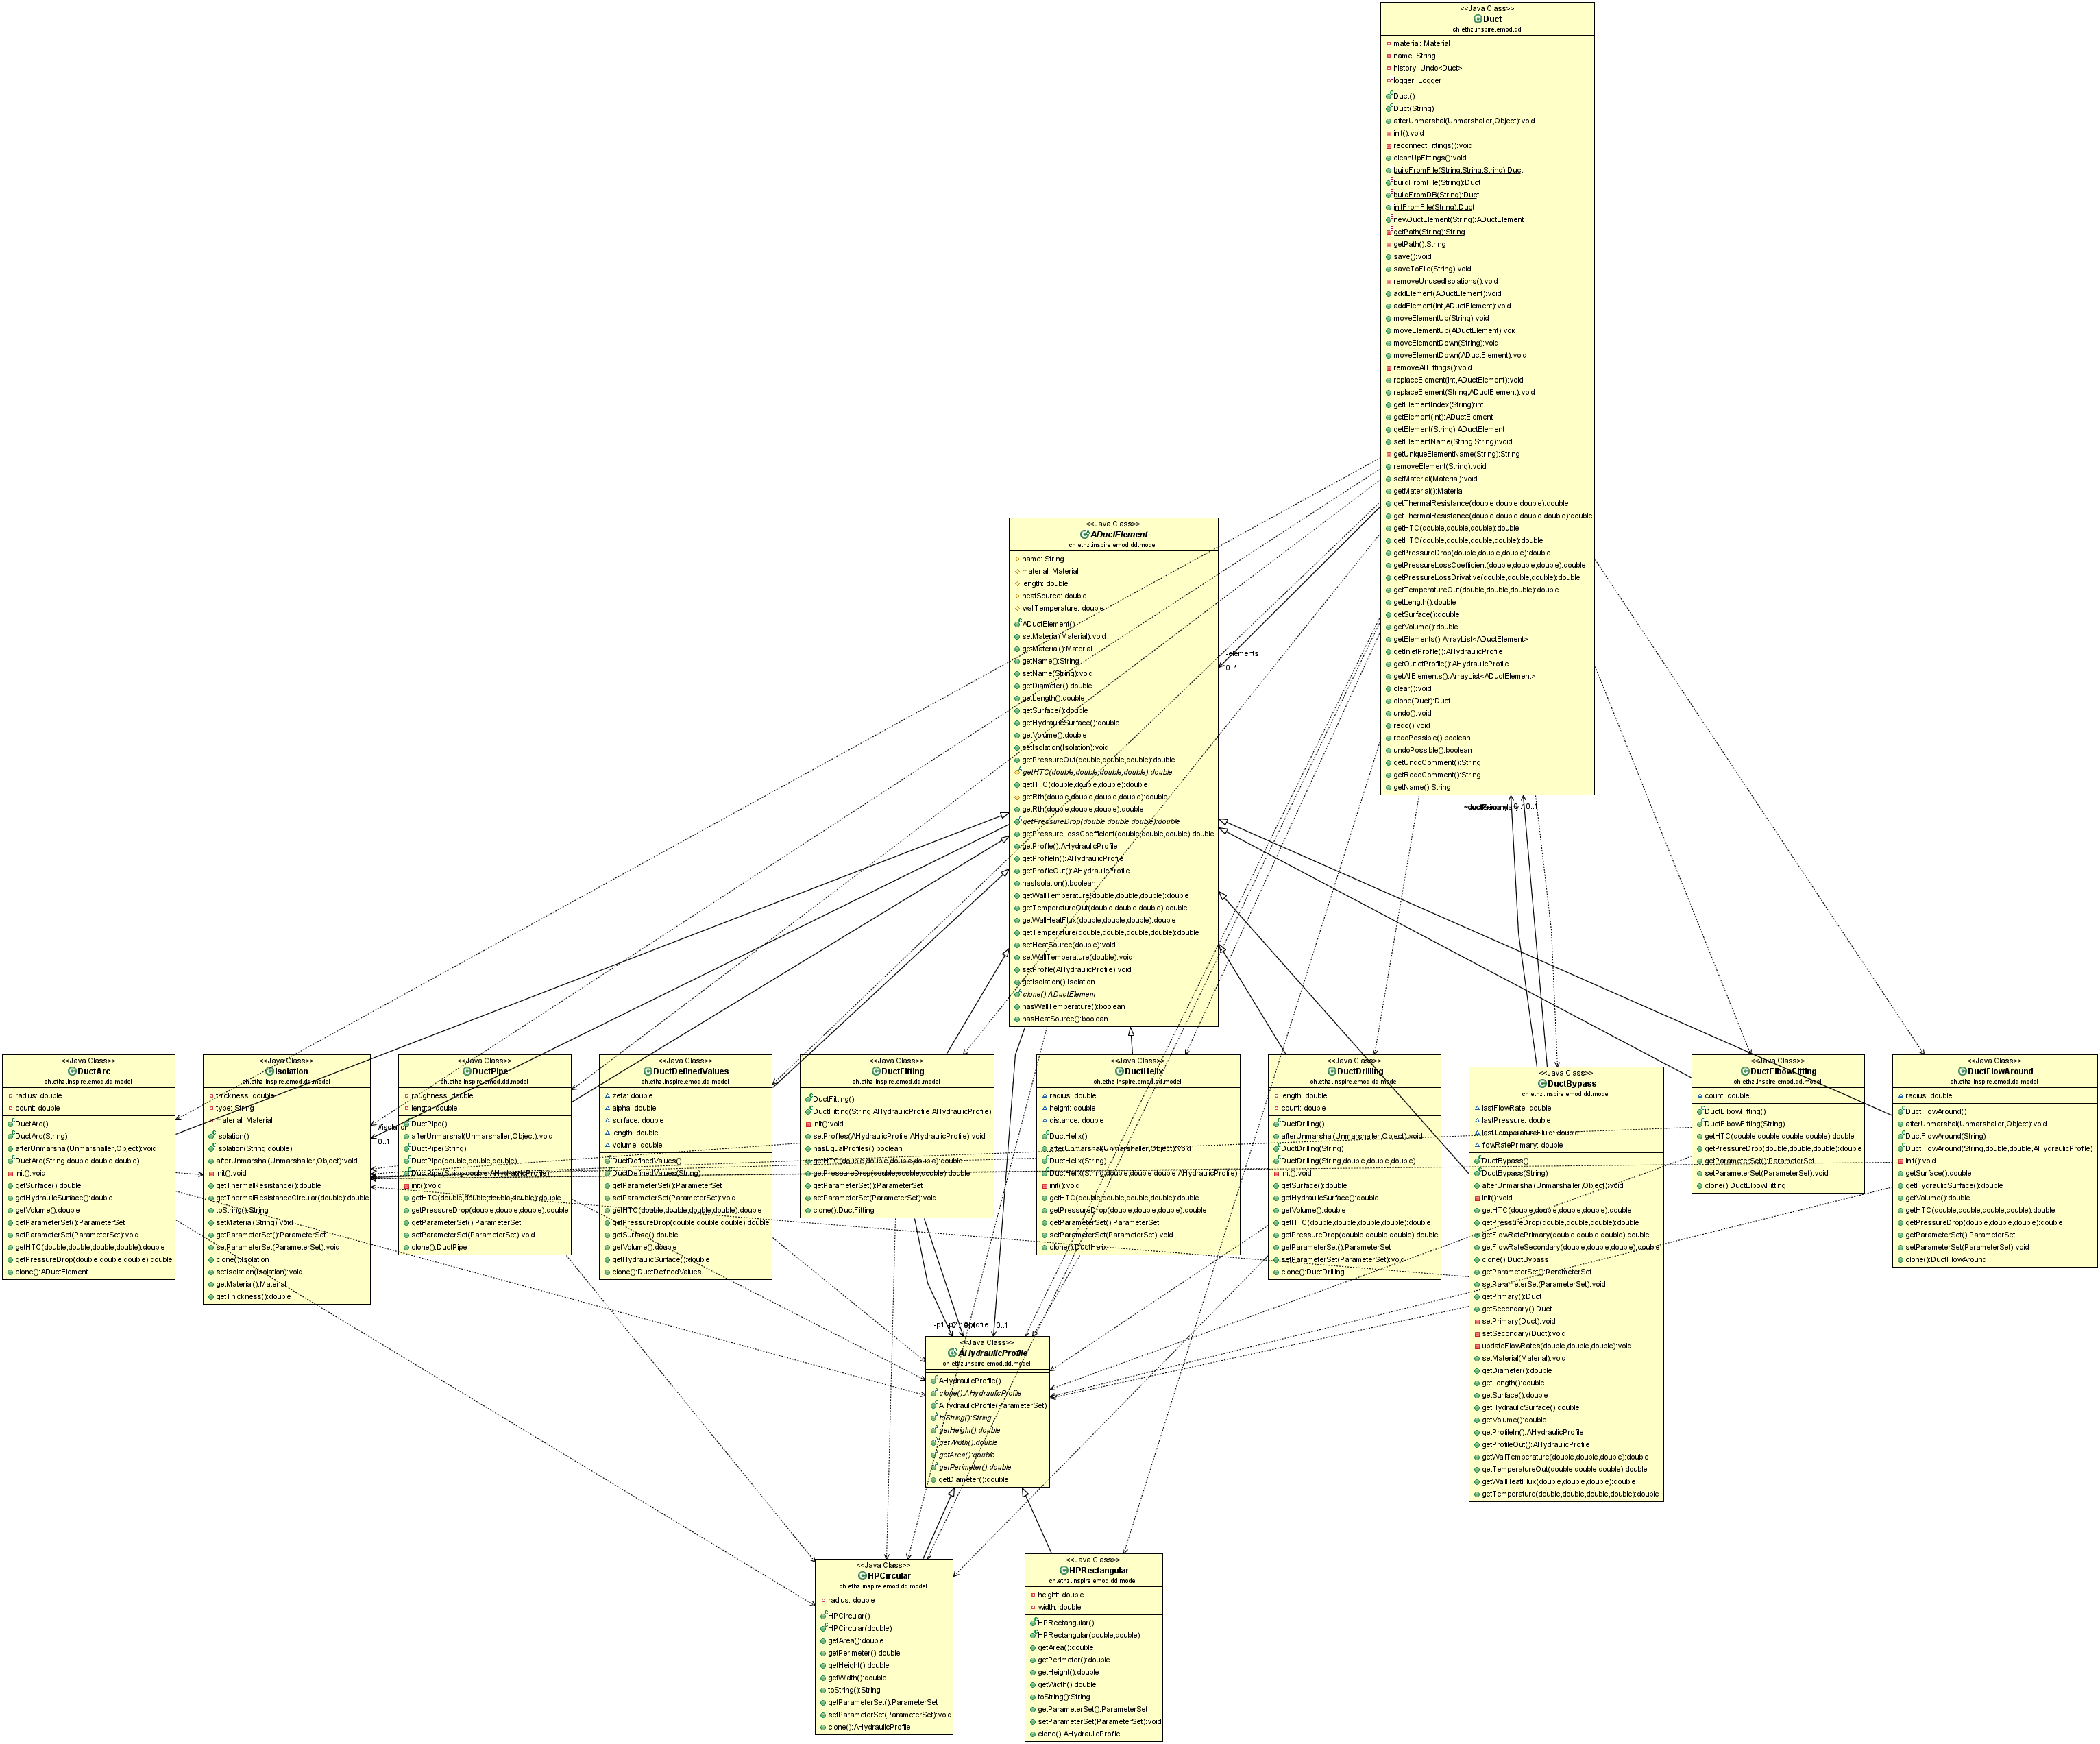 <<Java Class>>
Duct
ch.ethz.inspire.emod.dd
material: Material
name: String
history: Undo<Duct>
logger: Logger
Duct()
Duct(String)
afterUnmarshal(Unmarshaller,Object):void
init():void
reconnectFittings():void
cleanUpFittings():void
buildFromFile(String,String,String):Duct
buildFromFile(String):Duct
buildFromDB(String):Duct
initFromFile(String):Duct
newDuctElement(String):ADuctElement
getPath(String):String
getPath():String
save():void
saveToFile(String):void
removeUnusedIsolations():void
addElement(ADuctElement):void
addElement(int,ADuctElement):void
moveElementUp(String):void
moveElementUp(ADuctElement):void
moveElementDown(String):void
moveElementDown(ADuctElement):void
removeAllFittings():void
replaceElement(int,ADuctElement):void
replaceElement(String,ADuctElement):void
getElementIndex(String):int
getElement(int):ADuctElement
getElement(String):ADuctElement
setElementName(String,String):void
getUniqueElementName(String):String
removeElement(String):void
setMaterial(Material):void
getMaterial():Material
getThermalResistance(double,double,double):double
getThermalResistance(double,double,double,double):double
getHTC(double,double,double):double
getHTC(double,double,double,double):double
getPressureDrop(double,double,double):double
getPressureLossCoefficient(double,double,double):double
getPressureLossDrivative(double,double,double):double
getTemperatureOut(double,double,double):double
getLength():double
getSurface():double
getVolume():double
getElements():ArrayList<ADuctElement>
getInletProfile():AHydraulicProfile
getOutletProfile():AHydraulicProfile
getAllElements():ArrayList<ADuctElement>
clear():void
clone(Duct):Duct
undo():void
redo():void
redoPossible():boolean
undoPossible():boolean
getUndoComment():String
getRedoComment():String
getName():String
<<Java Class>>
ADuctElement
ch.ethz.inspire.emod.dd.model
name: String
material: Material
length: double
heatSource: double
wallTemperature: double
ADuctElement()
setMaterial(Material):void
getMaterial():Material
getName():String
setName(String):void
getDiameter():double
getLength():double
getSurface():double
getHydraulicSurface():double
getVolume():double
setIsolation(Isolation):void
getPressureOut(double,double,double):double
getHTC(double,double,double,double):double
getHTC(double,double,double):double
getRth(double,double,double,double):double
getRth(double,double,double):double
getPressureDrop(double,double,double):double
getPressureLossCoefficient(double,double,double):double
getProfile():AHydraulicProfile
getProfileIn():AHydraulicProfile
getProfileOut():AHydraulicProfile
hasIsolation():boolean
getWallTemperature(double,double,double):double
getTemperatureOut(double,double,double):double
getWallHeatFlux(double,double,double):double
getTemperature(double,double,double,double):double
setHeatSource(double):void
setWallTemperature(double):void
setProfile(AHydraulicProfile):void
getIsolation():Isolation
clone():ADuctElement
hasWallTemperature():boolean
hasHeatSource():boolean
-elements
0..*
0..1
<<Java Class>>
DuctArc
ch.ethz.inspire.emod.dd.model
radius: double
count: double
DuctArc()
DuctArc(String)
afterUnmarshal(Unmarshaller,Object):void
DuctArc(String,double,double,double)
init():void
getSurface():double
getHydraulicSurface():double
getVolume():double
getParameterSet():ParameterSet
setParameterSet(ParameterSet):void
getHTC(double,double,double,double):double
getPressureDrop(double,double,double):double
clone():ADuctElement
<<Java Class>>
Isolation
ch.ethz.inspire.emod.dd.model
thickness: double
type: String
material: Material
Isolation()
Isolation(String,double)
afterUnmarshal(Unmarshaller,Object):void
init():void
getThermalResistance():double
getThermalResistanceCircular(double):double
toString():String
setMaterial(String):void
getParameterSet():ParameterSet
setParameterSet(ParameterSet):void
clone():Isolation
setIsolation(Isolation):void
getMaterial():Material
getThickness():double
#isolation
0..1
<<Java Class>>
DuctPipe
ch.ethz.inspire.emod.dd.model
roughness: double
length: double
DuctPipe()
afterUnmarshal(Unmarshaller,Object):void
DuctPipe(String)
DuctPipe(double,double)
DuctPipe(String,double,AHydraulicProfile)
init():void
getHTC(double,double,double,double):double
getPressureDrop(double,double,double):double
getParameterSet():ParameterSet
setParameterSet(ParameterSet):void
clone():DuctPipe
<<Java Class>>
DuctDefinedValues
ch.ethz.inspire.emod.dd.model
zeta: double
alpha: double
surface: double
length: double
volume: double
DuctDefinedValues()
DuctDefinedValues(String)
getParameterSet():ParameterSet
setParameterSet(ParameterSet):void
getHTC(double,double,double,double):double
getPressureDrop(double,double,double):double
getSurface():double
getVolume():double
getHydraulicSurface():double
clone():DuctDefinedValues
<<Java Class>>
DuctFitting
ch.ethz.inspire.emod.dd.model
DuctFitting()
DuctFitting(String,AHydraulicProfile,AHydraulicProfile)
init():void
setProfiles(AHydraulicProfile,AHydraulicProfile):void
hasEqualProfiles():boolean
getHTC(double,double,double,double):double
getPressureDrop(double,double,double):double
getParameterSet():ParameterSet
setParameterSet(ParameterSet):void
clone():DuctFitting
<<Java Class>>
DuctHelix
ch.ethz.inspire.emod.dd.model
radius: double
height: double
distance: double
DuctHelix()
afterUnmarshal(Unmarshaller,Object):void
DuctHelix(String)
DuctHelix(String,double,double,double,AHydraulicProfile)
init():void
getHTC(double,double,double,double):double
getPressureDrop(double,double,double):double
getParameterSet():ParameterSet
setParameterSet(ParameterSet):void
clone():DuctHelix
<<Java Class>>
DuctDrilling
ch.ethz.inspire.emod.dd.model
length: double
count: double
DuctDrilling()
afterUnmarshal(Unmarshaller,Object):void
DuctDrilling(String)
DuctDrilling(String,double,double,double)
init():void
getSurface():double
getHydraulicSurface():double
getVolume():double
getHTC(double,double,double,double):double
getPressureDrop(double,double,double):double
getParameterSet():ParameterSet
setParameterSet(ParameterSet):void
clone():DuctDrilling
<<Java Class>>
DuctBypass
ch.ethz.inspire.emod.dd.model
lastFlowRate: double
lastPressure: double
lastTemperatureFluid: double
flowRatePrimary: double
DuctBypass()
DuctBypass(String)
afterUnmarshal(Unmarshaller,Object):void
init():void
getHTC(double,double,double,double):double
getPressureDrop(double,double,double):double
getFlowRatePrimary(double,double,double):double
getFlowRateSecondary(double,double,double):double
clone():DuctBypass
getParameterSet():ParameterSet
setParameterSet(ParameterSet):void
getPrimary():Duct
getSecondary():Duct
setPrimary(Duct):void
setSecondary(Duct):void
updateFlowRates(double,double,double):void
setMaterial(Material):void
getDiameter():double
getLength():double
getSurface():double
getHydraulicSurface():double
getVolume():double
getProfileIn():AHydraulicProfile
getProfileOut():AHydraulicProfile
getWallTemperature(double,double,double):double
getTemperatureOut(double,double,double):double
getWallHeatFlux(double,double,double):double
getTemperature(double,double,double,double):double
<<Java Class>>
DuctElbowFitting
ch.ethz.inspire.emod.dd.model
count: double
DuctElbowFitting()
DuctElbowFitting(String)
getHTC(double,double,double,double):double
getPressureDrop(double,double,double):double
getParameterSet():ParameterSet
setParameterSet(ParameterSet):void
clone():DuctElbowFitting
<<Java Class>>
DuctFlowAround
ch.ethz.inspire.emod.dd.model
radius: double
DuctFlowAround()
afterUnmarshal(Unmarshaller,Object):void
DuctFlowAround(String)
DuctFlowAround(String,double,double,AHydraulicProfile)
init():void
getSurface():double
getHydraulicSurface():double
getVolume():double
getHTC(double,double,double,double):double
getPressureDrop(double,double,double):double
getParameterSet():ParameterSet
setParameterSet(ParameterSet):void
clone():DuctFlowAround
-p1
0..1
<<Java Class>>
AHydraulicProfile
ch.ethz.inspire.emod.dd.model
AHydraulicProfile()
clone():AHydraulicProfile
AHydraulicProfile(ParameterSet)
toString():String
getHeight():double
getWidth():double
getArea():double
getPerimeter():double
getDiameter():double
<<Java Class>>
HPCircular
ch.ethz.inspire.emod.dd.model
radius: double
HPCircular()
HPCircular(double)
getArea():double
getPerimeter():double
getHeight():double
getWidth():double
toString():String
getParameterSet():ParameterSet
setParameterSet(ParameterSet):void
clone():AHydraulicProfile
<<Java Class>>
HPRectangular
ch.ethz.inspire.emod.dd.model
height: double
width: double
HPRectangular()
HPRectangular(double,double)
getArea():double
getPerimeter():double
getHeight():double
getWidth():double
toString():String
getParameterSet():ParameterSet
setParameterSet(ParameterSet):void
clone():AHydraulicProfile